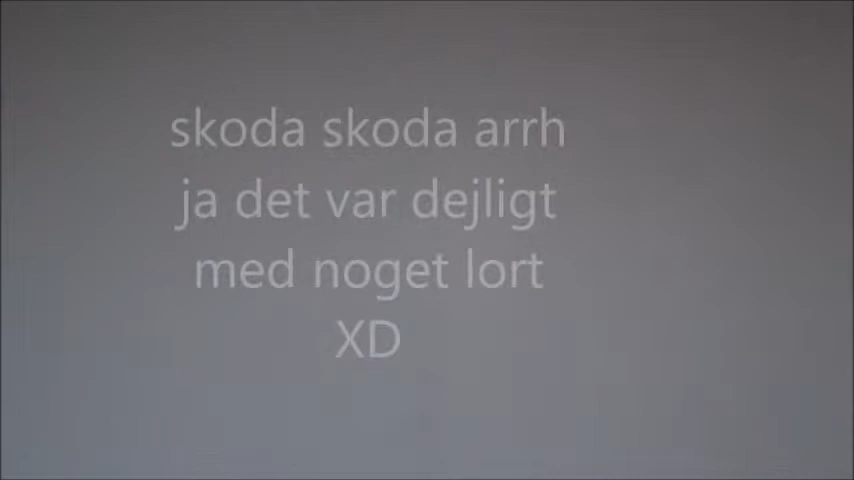 skoda skoda arrh
ja det var dejligt
med noget lort
XD